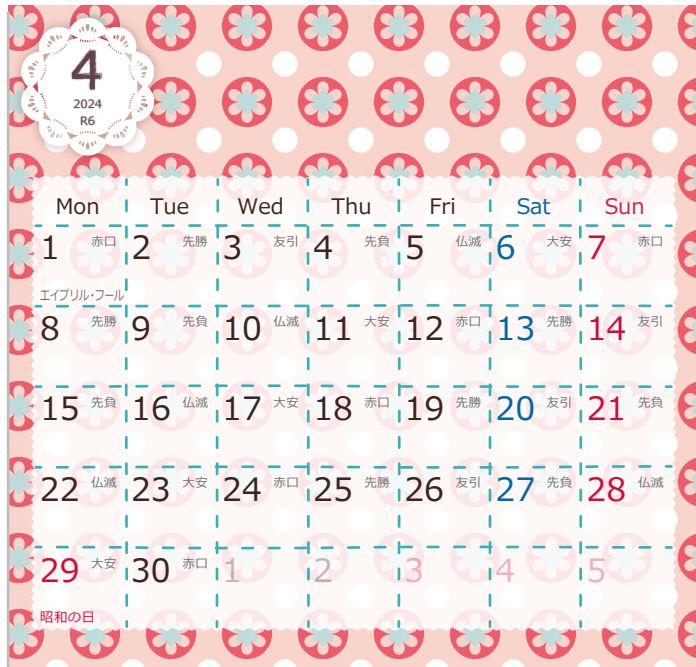 4
2024
R6
Mon Tue Wed Thu Fri Sat Sun
1 赤口 2 先勝 3 友引 4 先負 5 仏滅 6 大安 7 赤口
エイプリル・フール
8 先勝 9 先負 10 仏滅 11 大安 12 赤口 13 先勝 14 友引
15 先負 16 仏滅 17 大安 18 赤口 19 先勝 20 友引 21 先負
22 仏滅 23 大安 24 赤口 25 先勝 26 友引 27 先負 28 仏滅
29 大安 30 赤口 1 2 3 4 5
昭和の日